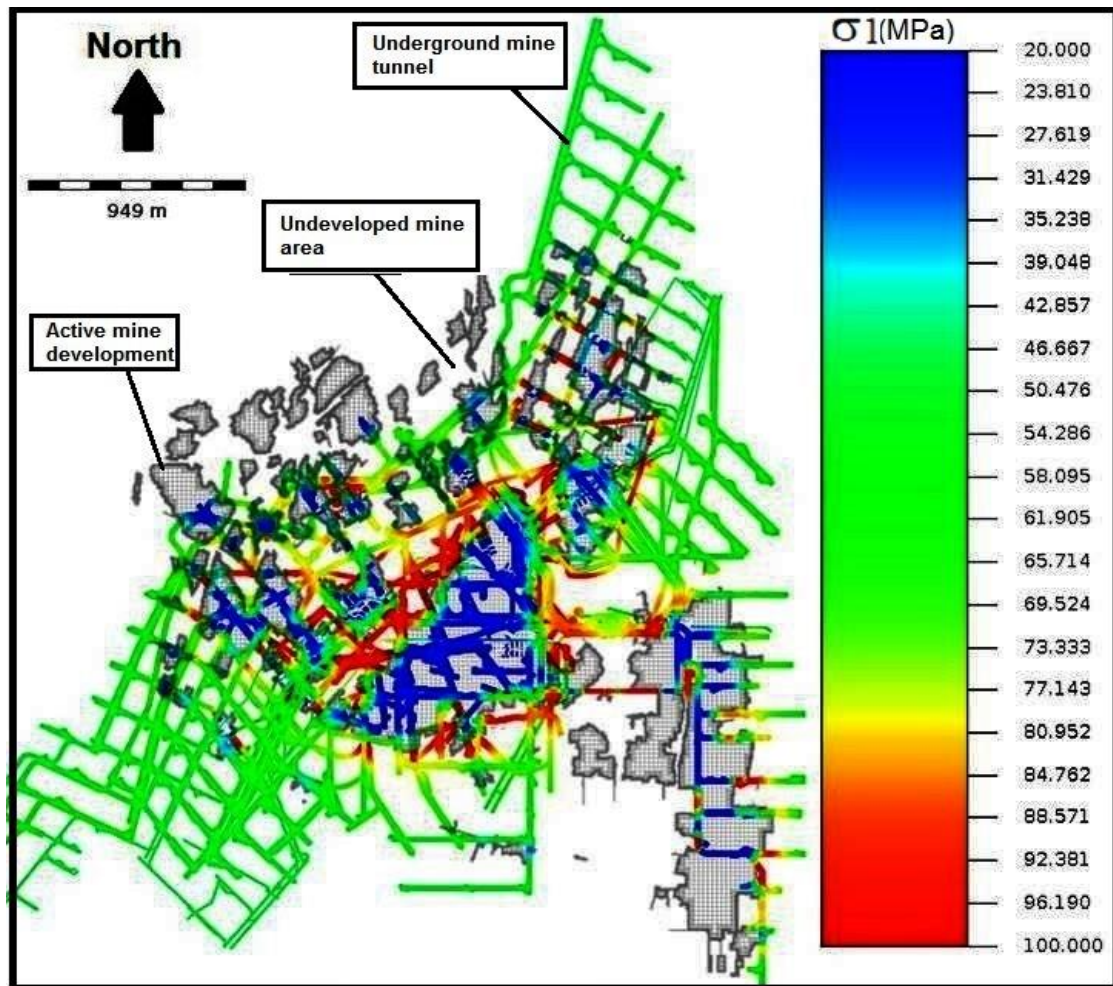 North
949 m
Underground mine
tunnel
Undeveloped mine
area
Active mine
development
σ1(MPa)
20.000
23.810
27.619
31.429
35.238
39.048
42.857
46.667
50.476
54.286
58.095
61.905
65.714
69.524
73.333
77.143
80.952
84.762
88.571
92.381
96.190
100.000